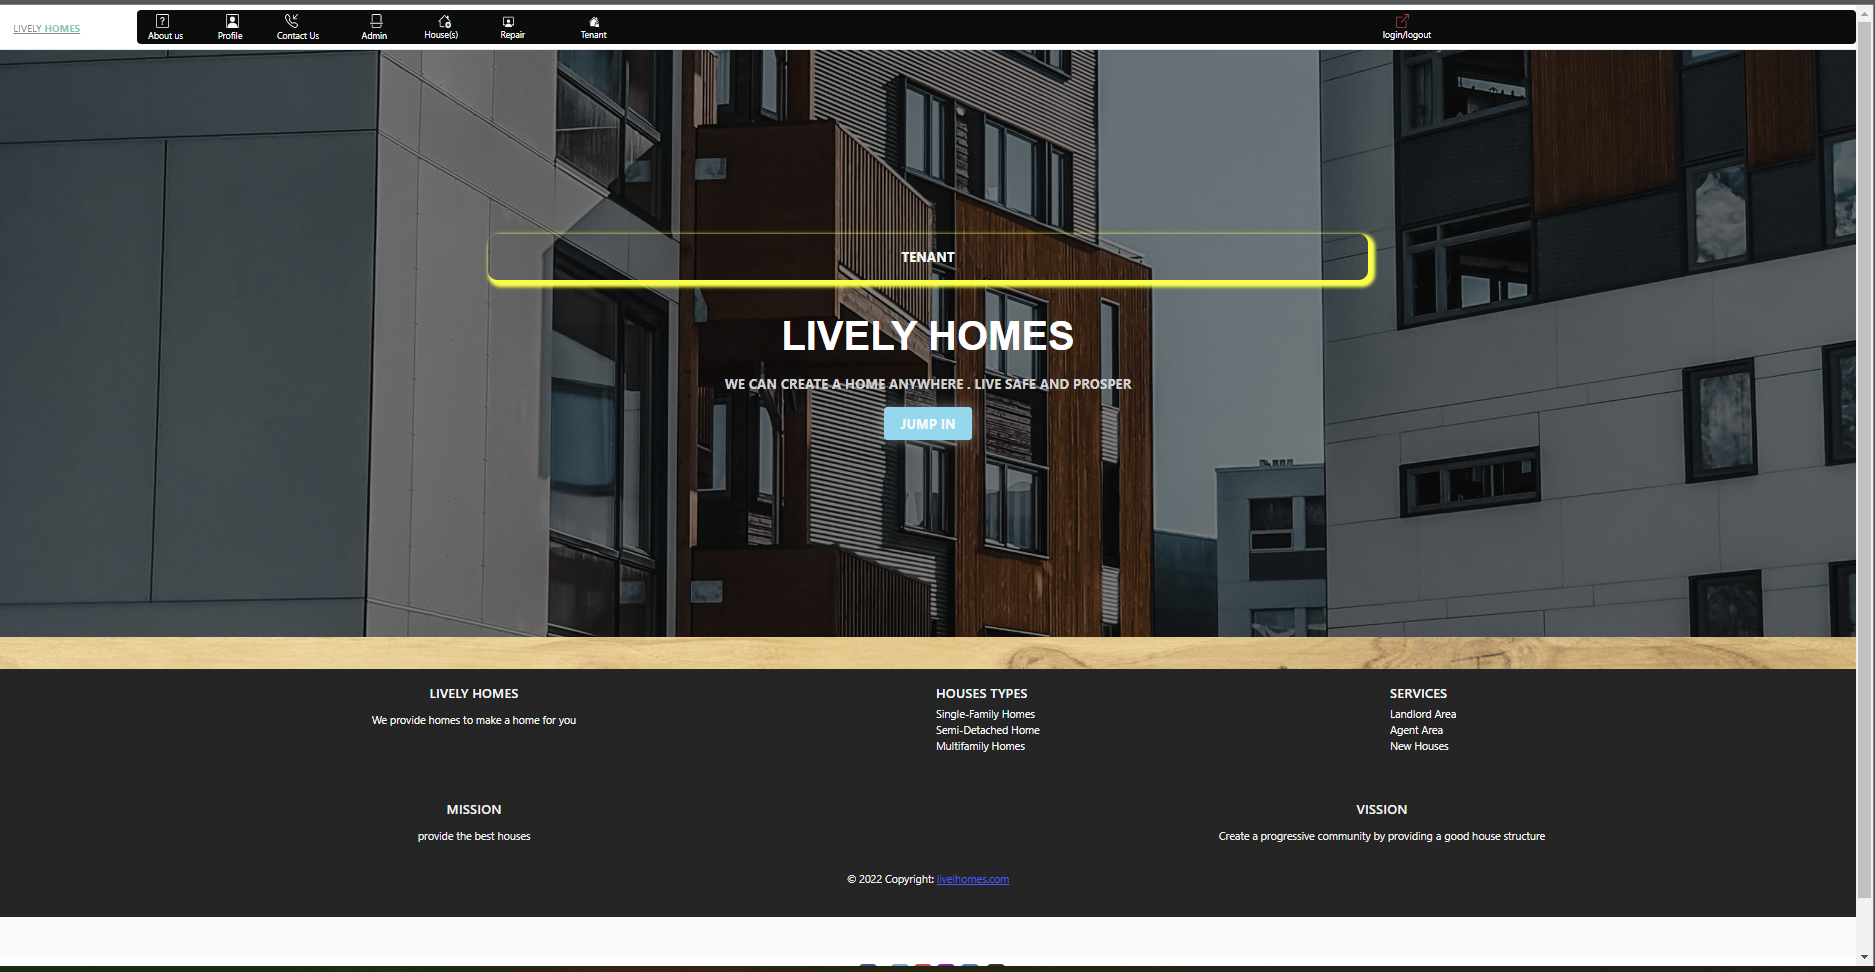 LIVELY HOMES
About us
Profile
Contact Us
Admin
House(s)
Repair
Tenant
login/logout
TENANT
LIVELY HOMES
WE CAN CREATE A HOME ANYWHERE . LIVE SAFE AND PROSPER
JUMP IN
LIVELY HOMES
We provide homes to make a home for you
HOUSES TYPES
Single-Family Homes
Semi-Detached Home
Multifamily Homes
SERVICES
Landlord Area
Agent Area
New Houses
MISSION
provide the best houses
VISSION
Create a progressive community by providing a good house structure
© 2022 Copyright: livelhomes.com